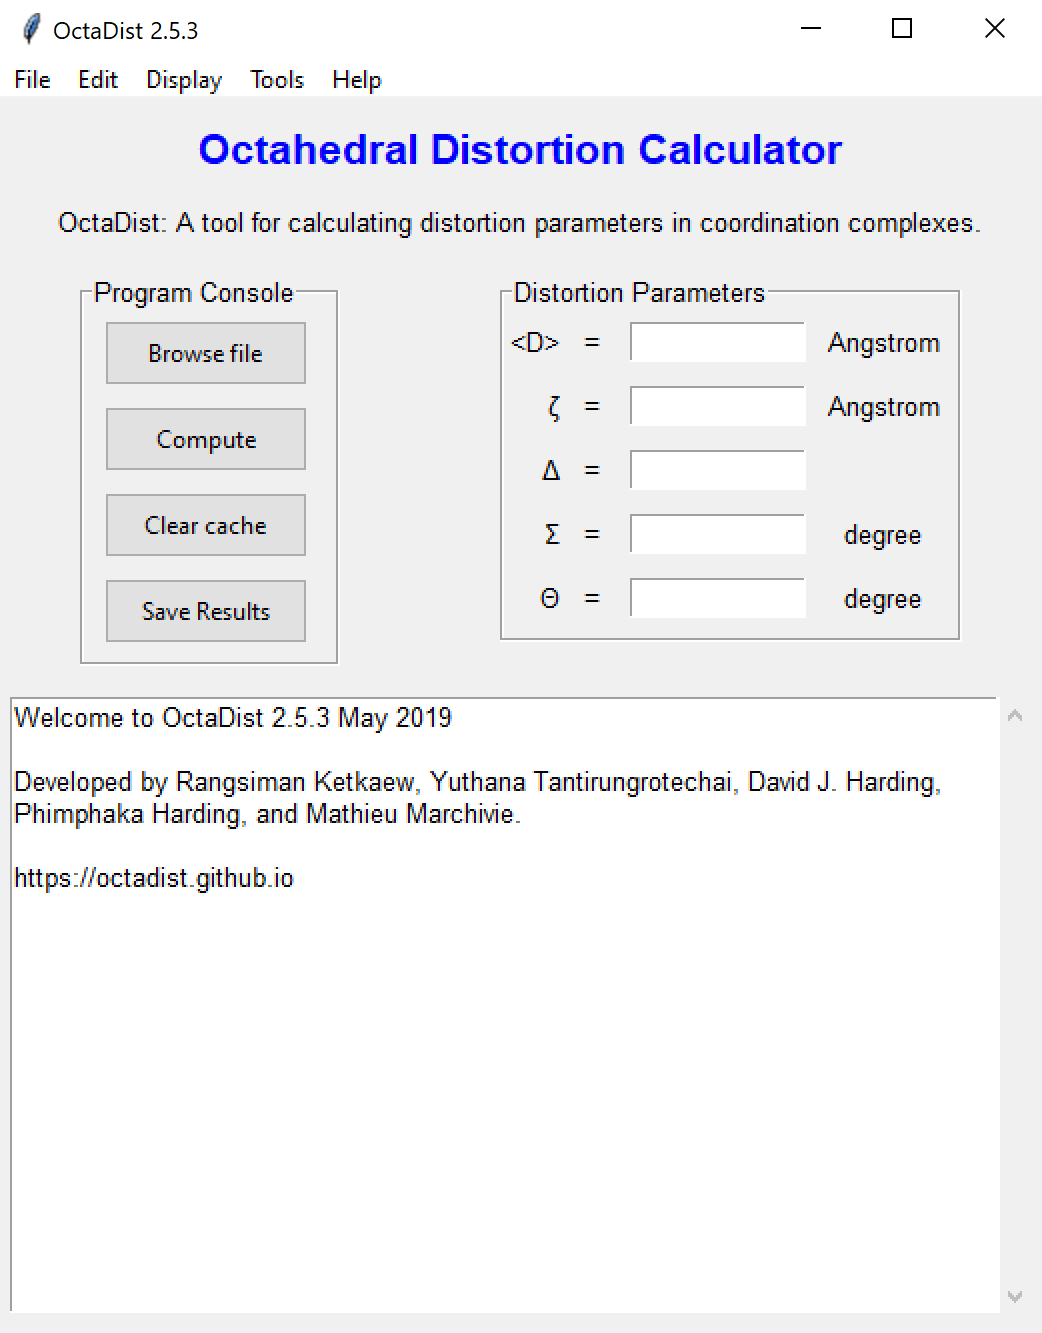 OctaDist 2.5.3
File Edit Display Tools Help
Octahedral Distortion Calculator
OctaDist: A tool for calculating distortion parameters in coordination complexes.
Program Console
Browse file
Compute
Clear cache
Save Results
Distortion Parameters
<D> = Angstrom
ζ = Angstrom
Δ =
Σ = degree
Θ = degree
Welcome to OctaDist 2.5.3 May 2019
Developed by Rangsiman Ketkaew, Yuthana Tantirungrotechai, David J. Harding,
Phimphaka Harding, and Mathieu Marchivie.
https://octadist.github.io